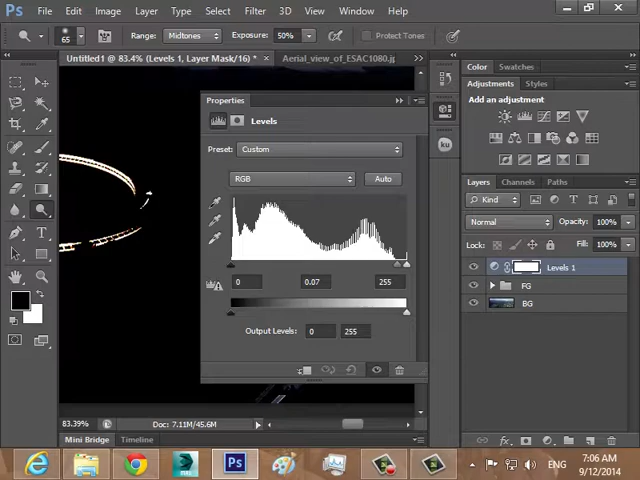 Ps File Edit Image Layer Type Select Filter 3D View Window Help
65 Range: Midtones Exposure: 50% Protect Tones
Untitled1 @ 83.4% (Levels 1, Layer Mask/16) * × Aerial_view_of_ESAC1080.jp
Properties
Levels
Preset: Custom
RGB Auto
0 0.07 255
Output Levels: 0 255
Color Swatches
Adjustments Styles
Add an adjustment
ku
Layers Channels Paths
Kind
Normal Opacity: 100%
Lock: Fill: 100%
Levels 1
FG
BG
83.39% Doc: 7.11M/45.6M
Mini Bridge Timeline
Ps ENG 7:06 AM
9/12/2014